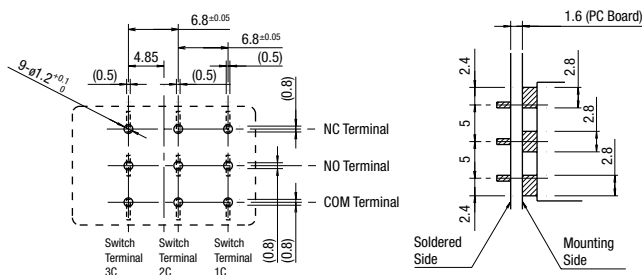 6.8±0.05
1.6 (PC Board)
4.85
6.8±0.05
9-ø1.2+0.1 0
(0.5)
(0.5)
(0.5)
(0.8)
2.4
2.8
NC Terminal
5
2.8
NO Terminal
5
2.8
COM Terminal
2.4
(0.8)
(0.8)
Switch
Terminal
3C
Switch
Terminal
2C
Switch
Terminal
1C
Soldered
Side
Mounting
Side